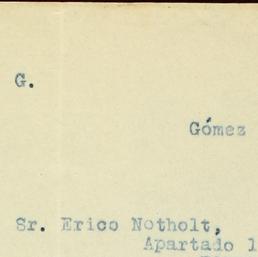 G.
Gómez
Sr. Erico Notholt,
Apartado 1